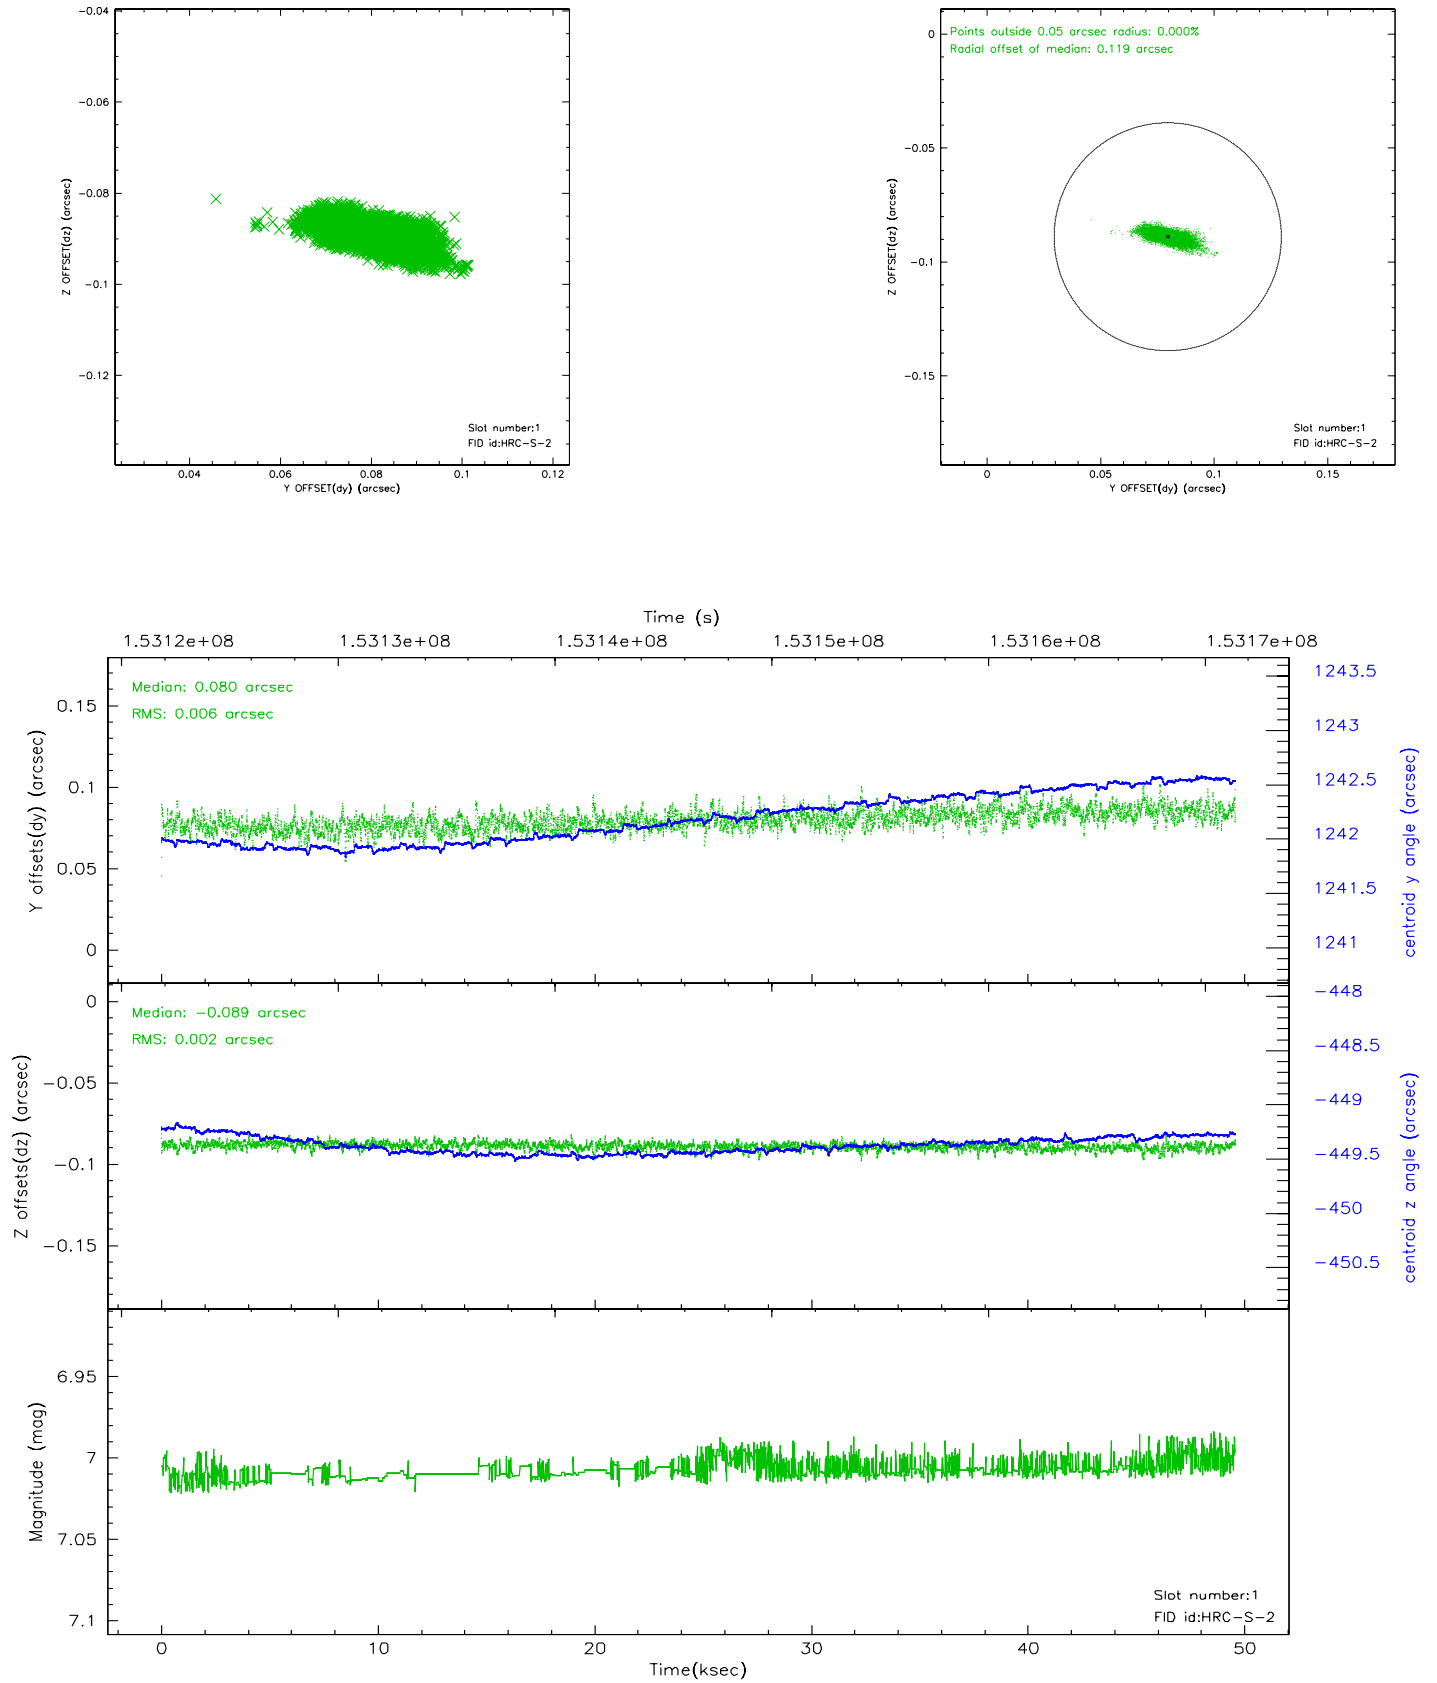 -0.04
-0.06
-0.08
-0.1
-0.12
Z OFFSET(dz) (arcsec)
Slot number:1
FID id:HRC-S-2
0.04 0.06 0.08 0.1 0.12
Y OFFSET(dy) (arcsec)
Points outside 0.05 arcsec radius: 0.000%
Radial offset of median: 0.119 arcsec
0
-0.05
-0.1
-0.15
Z OFFSET(dz) (arcsec)
Slot number:1
FID id:HRC-S-2
0 0.05 0.1 0.15
Y OFFSET(dy) (arcsec)
Time (s)
1.5312e+08 1.5313e+08 1.5314e+08 1.5315e+08 1.5316e+08 1.5317e+08
Median: 0.080 arcsec
RMS: 0.006 arcsec
0.15
0.1
0.05
0
Y offsets(dy) (arcsec)
1243.5
1243
1242.5
1242
1241.5
1241
centroid y angle (arcsec)
Median: -0.089 arcsec
RMS: 0.002 arcsec
0
-0.05
-0.1
-0.15
Z offsets(dz) (arcsec)
-448
-448.5
-449
-449.5
-450
-450.5
centroid z angle (arcsec)
6.95
7
7.05
7.1
Magnitude (mag)
Slot number:1
FID id:HRC-S-2
0 10 20 30 40 50
Time(ksec)